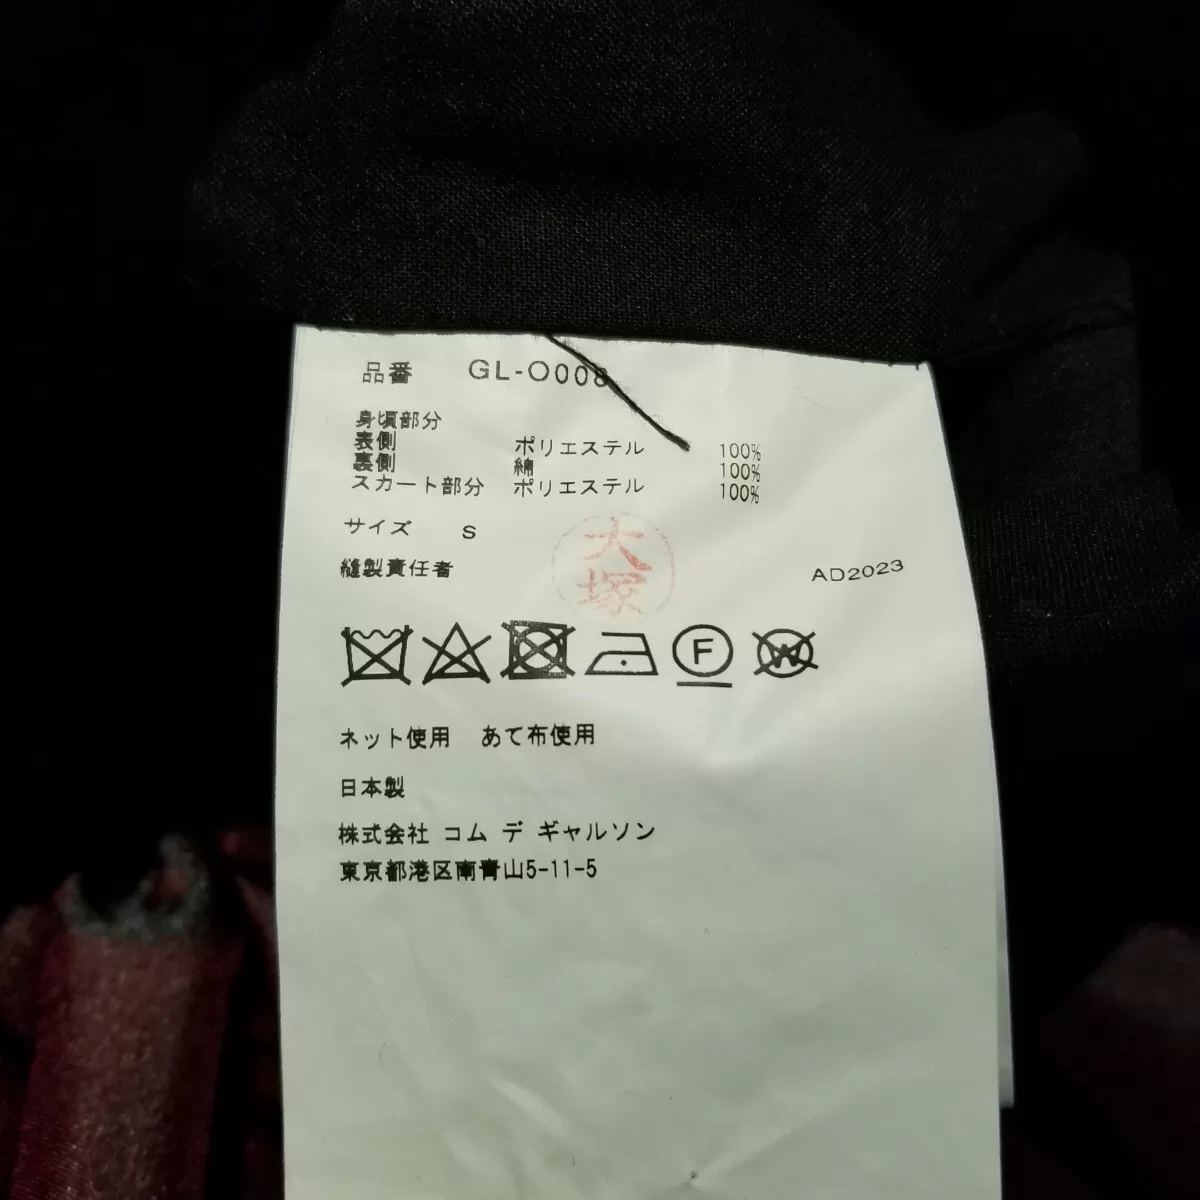 品番 GL-O008
身頃部分
表側 ポリエステル 100%
裏側 綿 100%
スカート部分 ポリエステル 100%
サイズ S
縫製責任者 大塚 AD2023
F W
ネット使用 あて布使用
日本製
株式会社 コム デ ギャルソン
東京都港区南青山5-11-5